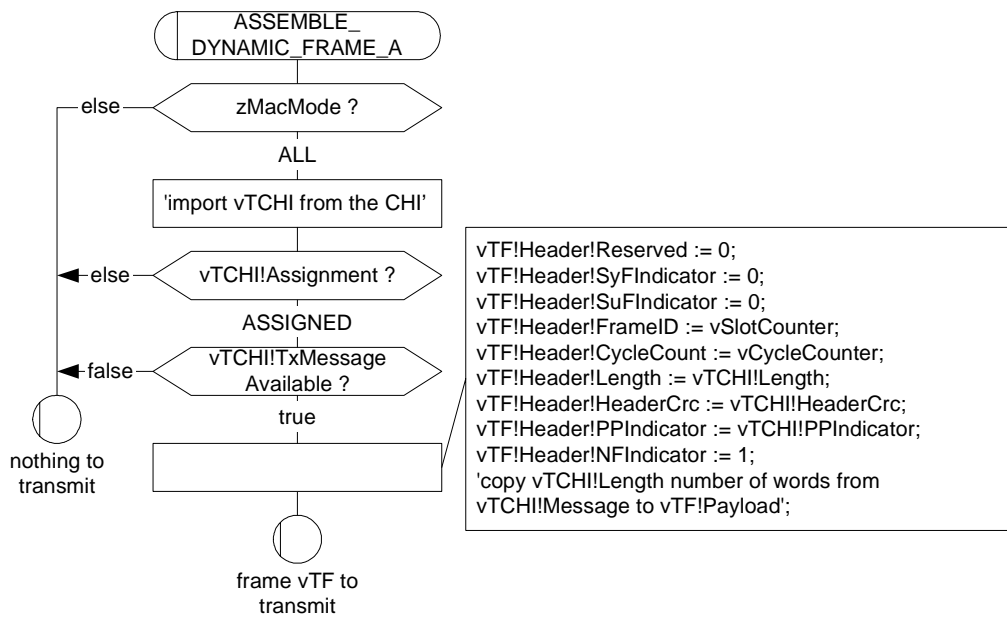 ASSEMBLE_
DYNAMIC_FRAME_A
else
zMacMode ?
ALL
'import vTCHI from the CHI'
else
vTCHI!Assignment ?
ASSIGNED
false
vTCHI!TxMessage
Available ?
true
nothing to
transmit
frame vTF to
transmit
vTF!Header!Reserved := 0;
vTF!Header!SyFIndicator := 0;
vTF!Header!SuFIndicator := 0;
vTF!Header!FrameID := vSlotCounter;
vTF!Header!CycleCount := vCycleCounter;
vTF!Header!Length := vTCHI!Length;
vTF!Header!HeaderCrc := vTCHI!HeaderCrc;
vTF!Header!PPIndicator := vTCHI!PPIndicator;
vTF!Header!NFIndicator := 1;
'copy vTCHI!Length number of words from
vTCHI!Message to vTF!Payload';